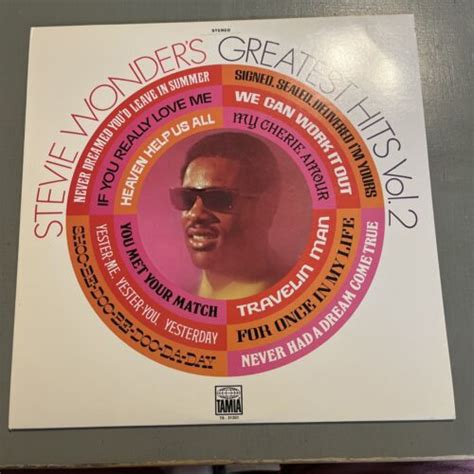 STEREO
STEVIE WONDER'S GREATEST HITS Vol. 2
NEVER DREAMED YOU'D LEAVE IN SUMMER
SIGNED, SEALED, DELIVERED I'M YOURS
IF YOU REALLY LOVE ME
WE CAN WORK IT OUT
HEAVEN HELP US ALL
MY CHERIE AMOUR
YOU MET YOUR MATCH
TRAVELIN MAN
YESTER-ME, YESTER-YOU, YESTERDAY
FOR ONCE IN MY LIFE
SHOO-BE-DOO-BE-DOO-DA-DAY
NEVER HAD A DREAM COME TRUE
TAMLA